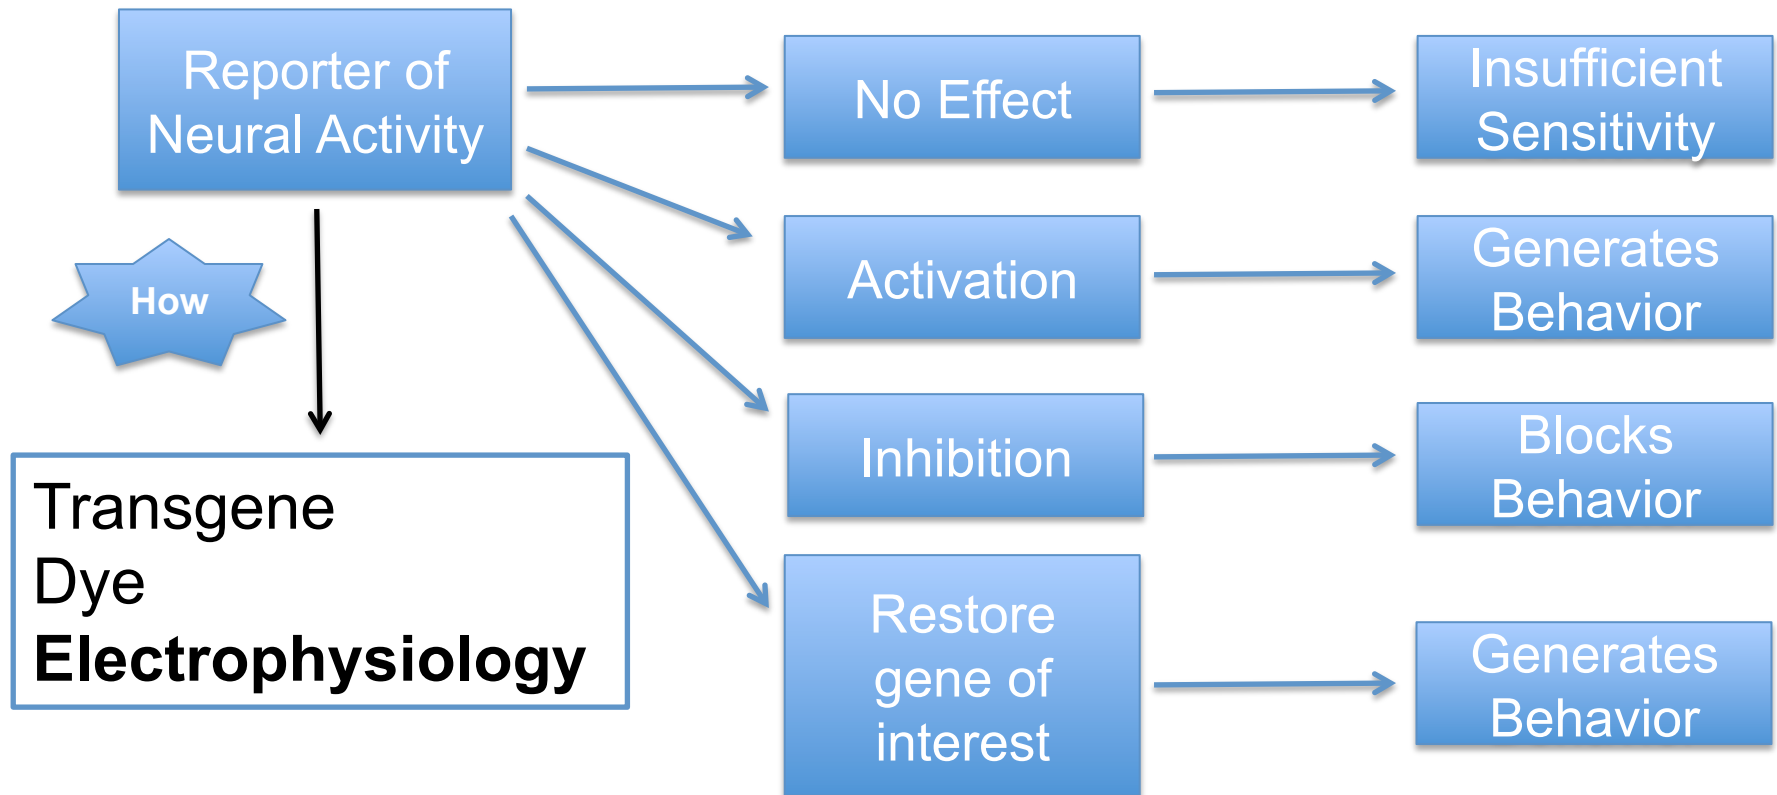 Reporter of
Neural Activity
How
Transgene
Dye
Electrophysiology
No Effect
Insufficient
Sensitivity
Activation
Generates
Behavior
Inhibition
Blocks
Behavior
Restore
gene of
interest
Generates
Behavior